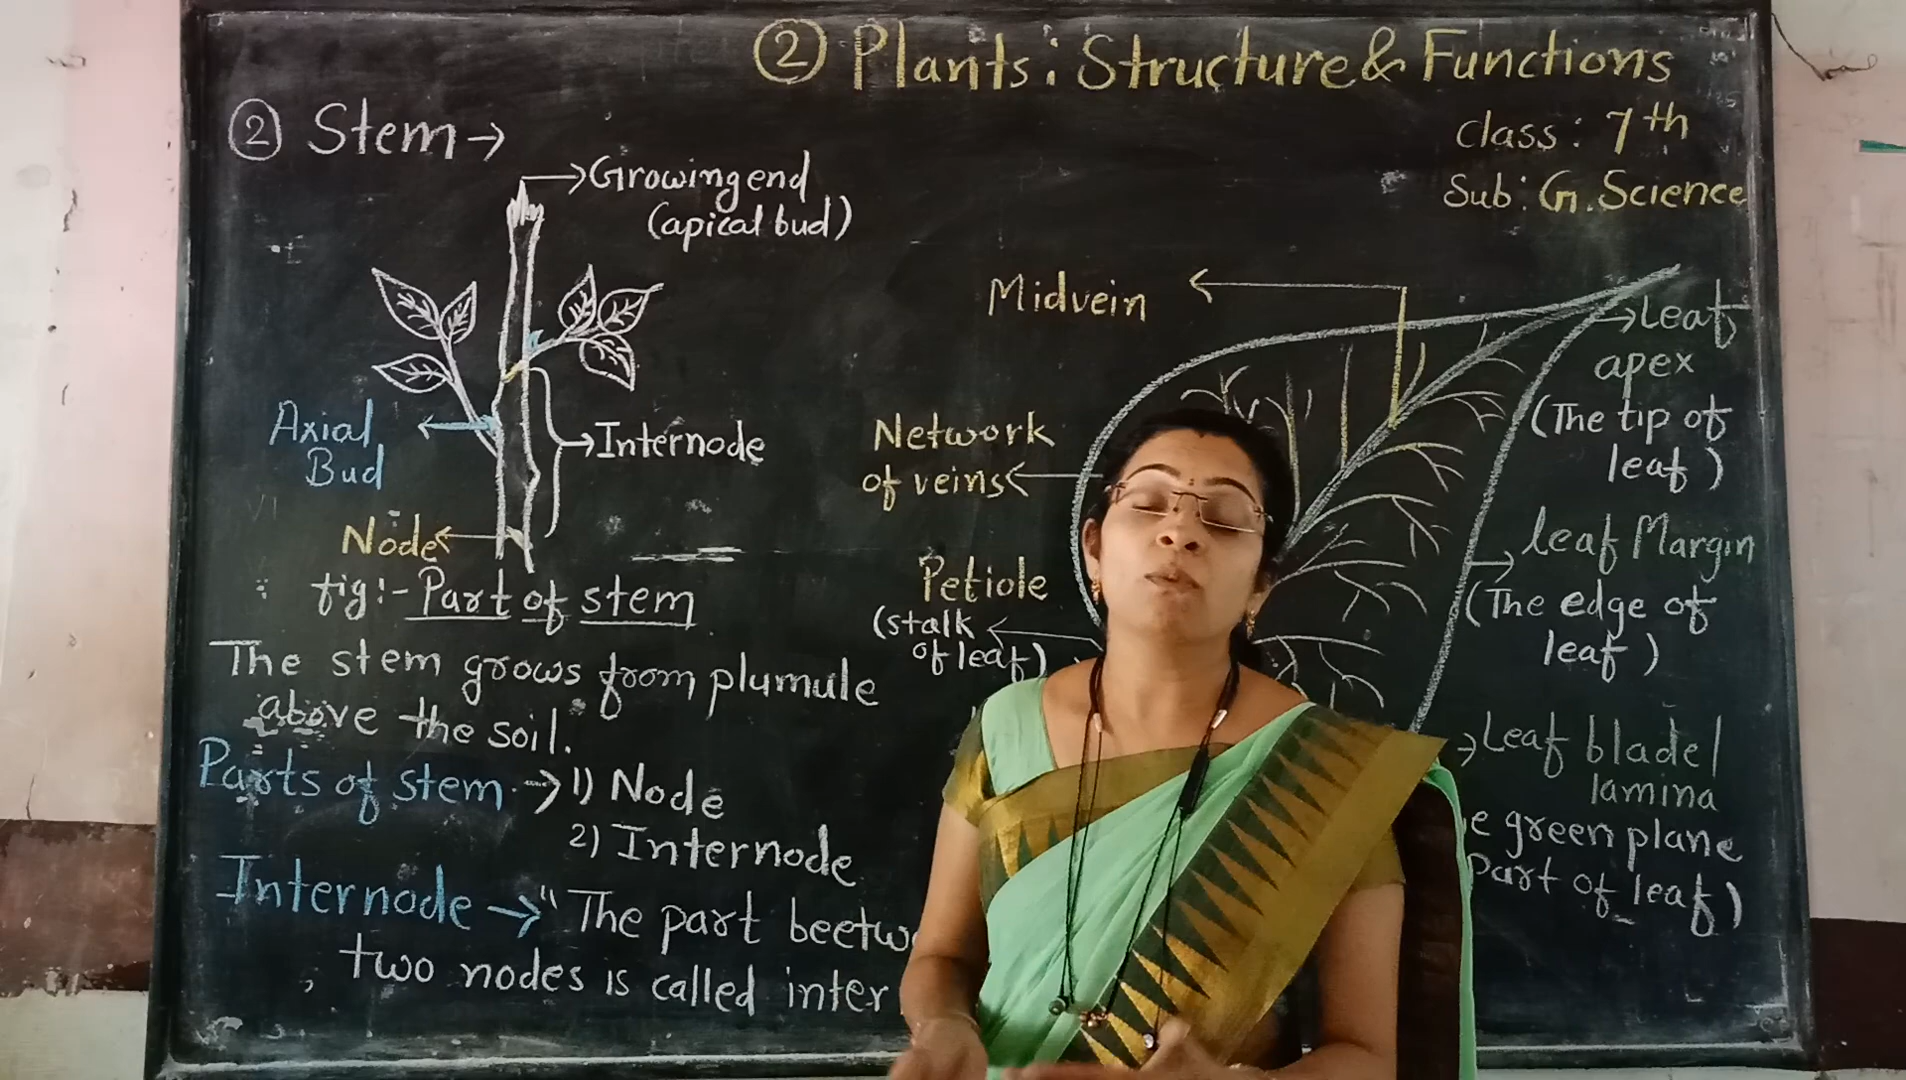 ② Plants: Structure & Functions
Class: 7th
Sub: G. Science
② Stem →
Growing end
(apical bud)
Axial
Bud
Internode
Node
fig:- Part of stem
The stem grows from plumule
above the soil.
Parts of stem → 1) Node
2) Internode
Internode → "The part
two nodes is called inter
Midvein
Network
of veins
Petiole
(stalk
of leaf)
Leaf
apex
(The tip of
leaf)
leaf Margin
(The edge of
leaf)
Leaf blade/
lamina
green plane
Part of leaf)